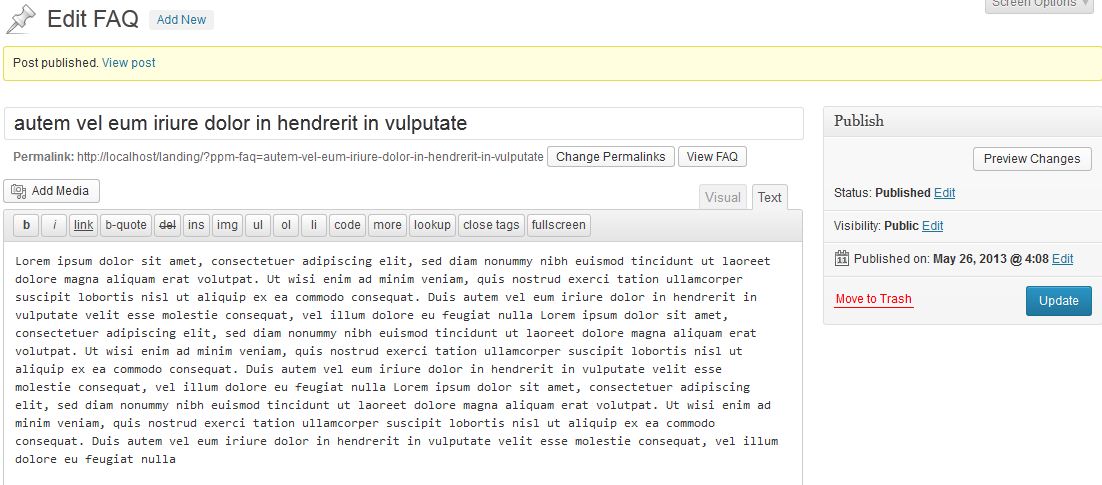 Screen Options
Edit FAQ Add New
Post published. View post
autem vel eum iriure dolor in hendrerit in vulputate
Permalink: http://localhost/landing/?ppm-faq=autem-vel-eum-iriure-dolor-in-hendrerit-in-vulputate Change Permalinks View FAQ
Add Media
Visual Text
b i link b-quote del ins img ul ol li code more lookup close tags fullscreen
Lorem ipsum dolor sit amet, consectetuer adipiscing elit, sed diam nonummy nibh euismod tincidunt ut laoreet
dolore magna aliquam erat volutpat. Ut wisi enim ad minim veniam, quis nostrud exerci tation ullamcorper
suscipit lobortis nisl ut aliquip ex ea commodo consequat. Duis autem vel eum iriure dolor in hendrerit in
vulputate velit esse molestie consequat, vel illum dolore eu feugiat nulla Lorem ipsum dolor sit amet,
consectetuer adipiscing elit, sed diam nonummy nibh euismod tincidunt ut laoreet dolore magna aliquam erat
volutpat. Ut wisi enim ad minim veniam, quis nostrud exerci tation ullamcorper suscipit lobortis nisl ut
aliquip ex ea commodo consequat. Duis autem vel eum iriure dolor in hendrerit in vulputate velit esse
molestie consequat, vel illum dolore eu feugiat nulla Lorem ipsum dolor sit amet, consectetuer adipiscing
elit, sed diam nonummy nibh euismod tincidunt ut laoreet dolore magna aliquam erat volutpat. Ut wisi enim ad
minim veniam, quis nostrud exerci tation ullamcorper suscipit lobortis nisl ut aliquip ex ea commodo
consequat. Duis autem vel eum iriure dolor in hendrerit in vulputate velit esse molestie consequat, vel illum
dolore eu feugiat nulla
Publish
Preview Changes
Status: Published Edit
Visibility: Public Edit
11 Published on: May 26, 2013 @ 4:08 Edit
Move to Trash Update